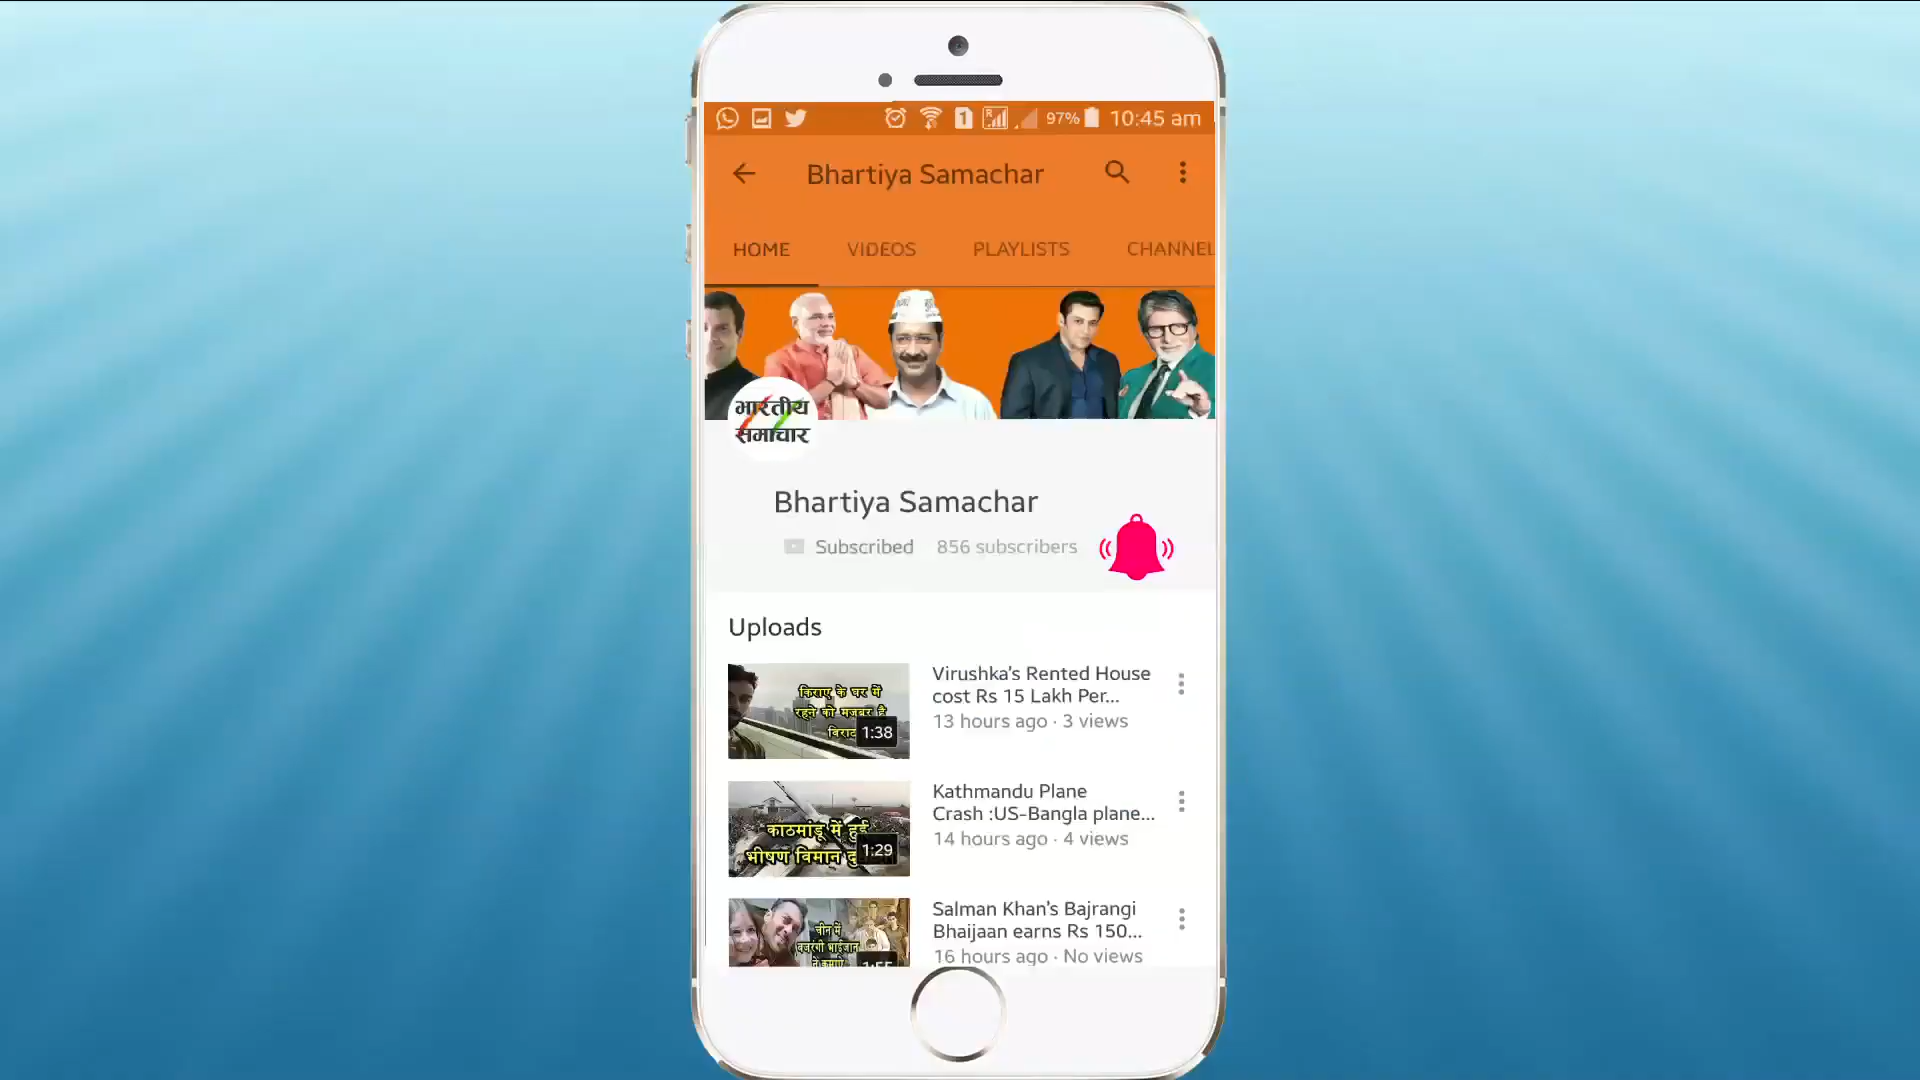 97% 10:45 am
Bhartiya Samachar
HOME VIDEOS PLAYLISTS CHANNEL
भारतीय
समाचार
Bhartiya Samachar
Subscribed 856 subscribers
Uploads
किराए के घर में
रहने को मजबूर है
विराट
1:38
Virushka's Rented House
cost Rs 15 Lakh Per...
13 hours ago · 3 views
काठमांडू में हुई
भीषण विमान
1:29
Kathmandu Plane
Crash :US-Bangla plane...
14 hours ago · 4 views
चीन में
बजरंगी भाईजान
Salman Khan's Bajrangi
Bhaijaan earns Rs 150...
16 hours ago · No views